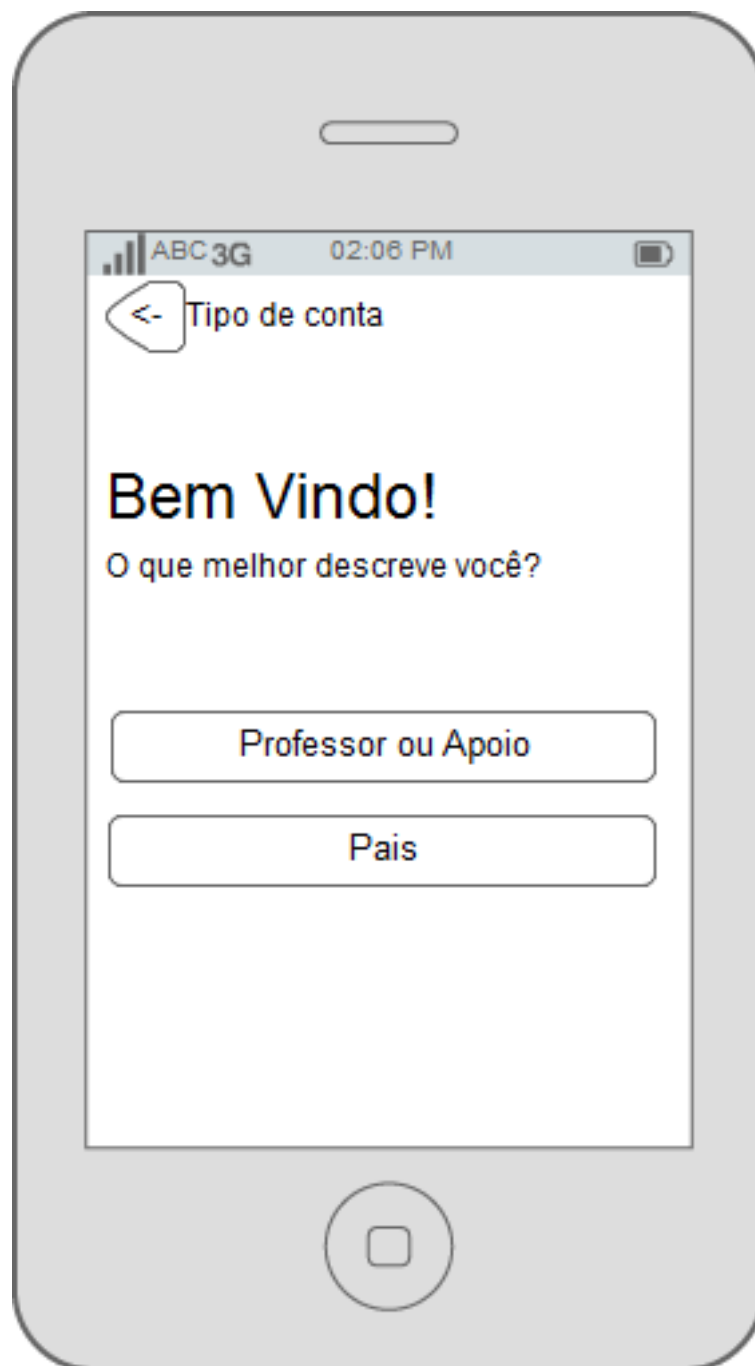 ABC 3G 02:06 PM
<- Tipo de conta
Bem Vindo!
O que melhor descreve você?
Professor ou Apoio
Pais